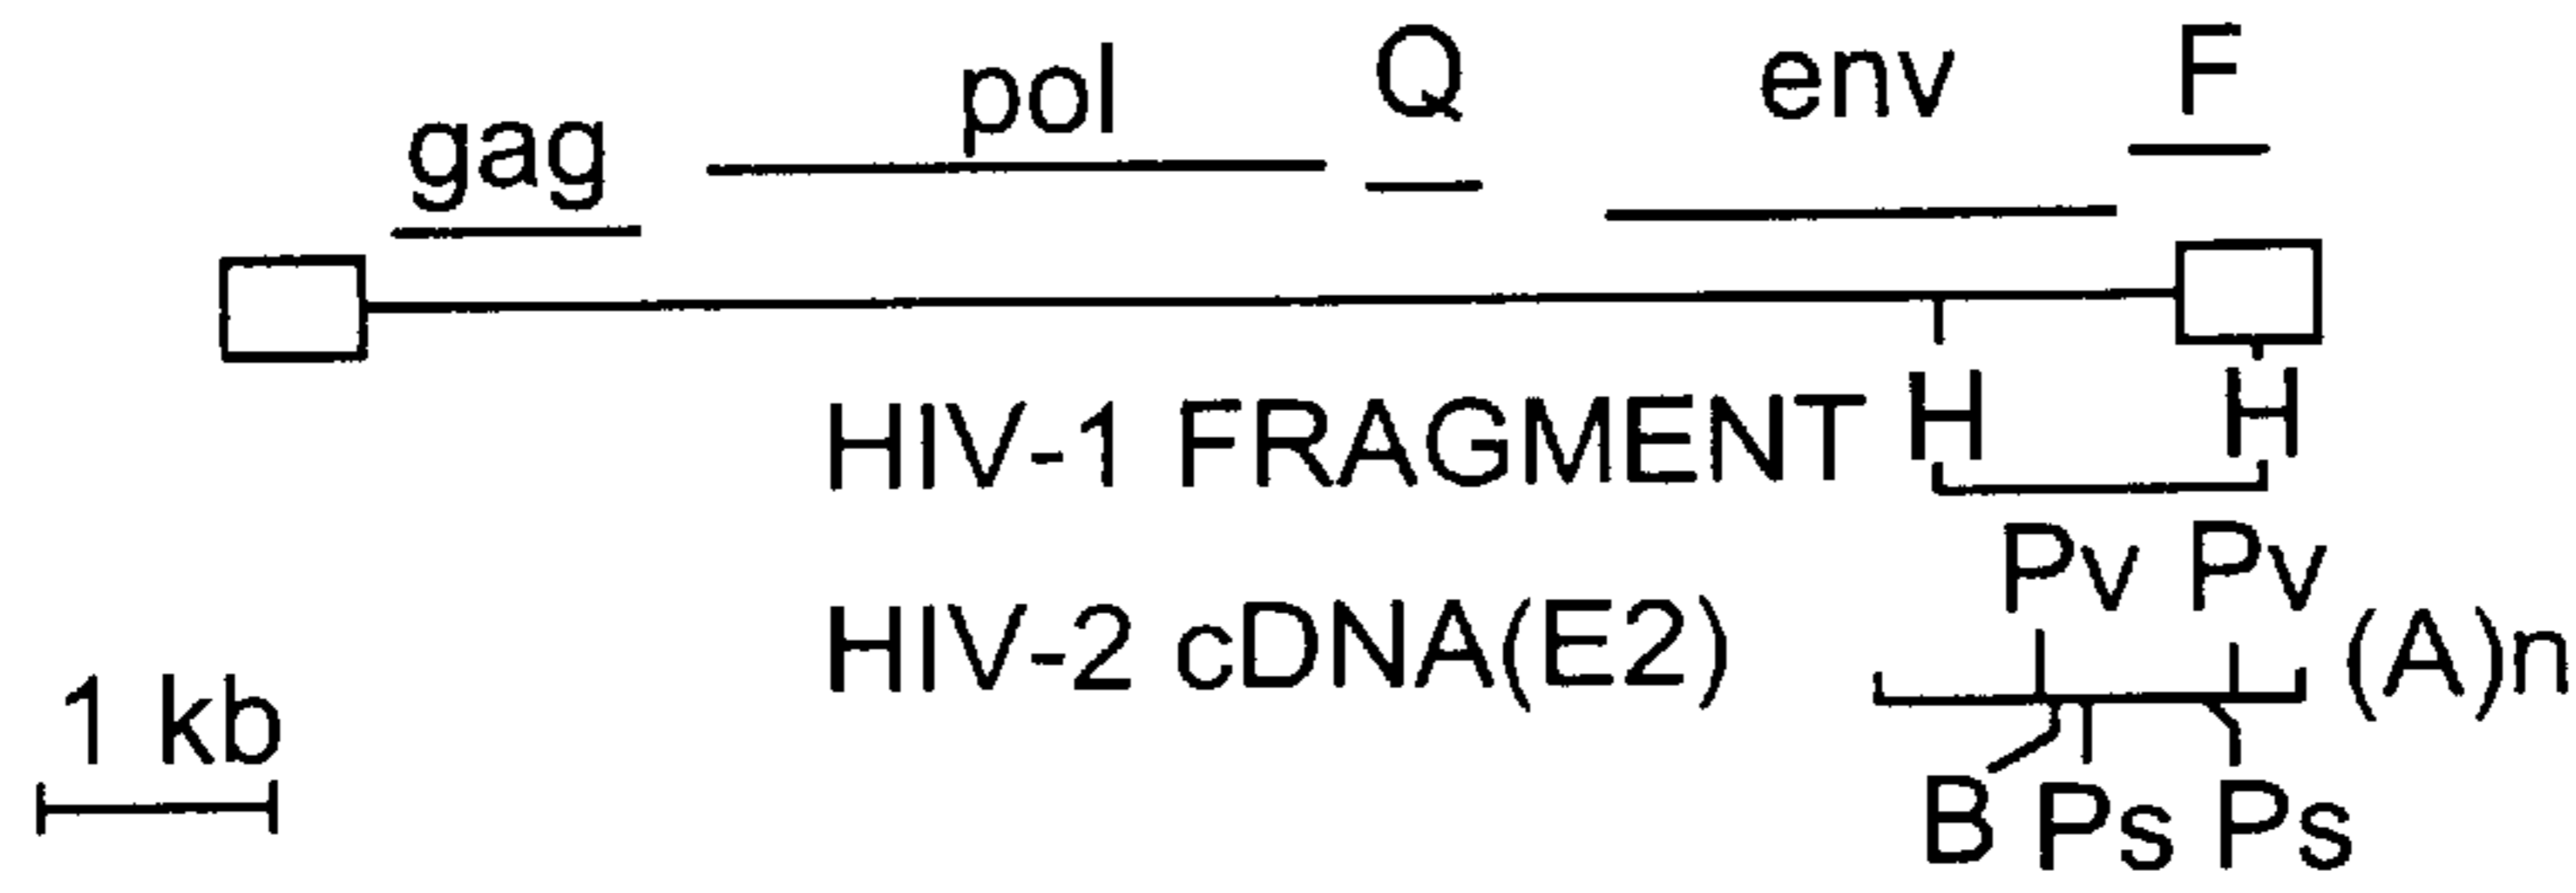 gag pol Q env F
HIV-1 FRAGMENT H H
Pv Pv
HIV-2 cDNA(E2) (A)n
1 kb
B Ps Ps